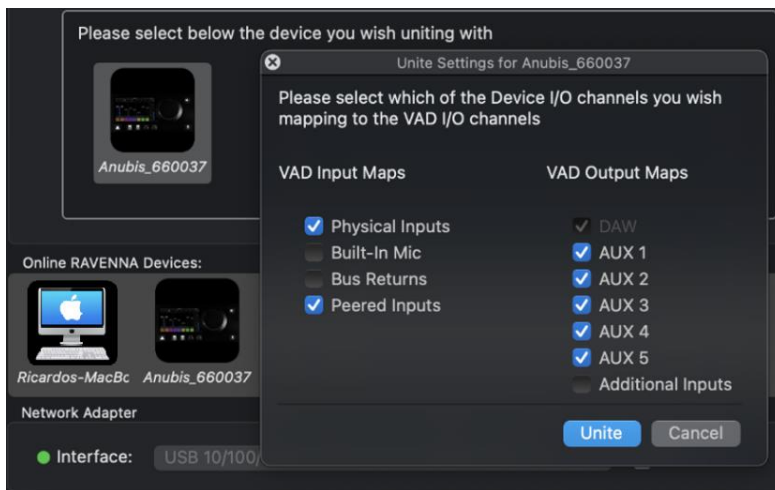 Please select below the device you wish uniting with
Anubis_660037
Unite Settings for Anubis_660037
Please select which of the Device I/O channels you wish
mapping to the VAD I/O channels
VAD Input Maps
Physical Inputs
Built-In Mic
Bus Returns
Peered Inputs
VAD Output Maps
DAW
AUX 1
AUX 2
AUX 3
AUX 4
AUX 5
Additional Inputs
Unite
Cancel
Online RAVENNA Devices:
Ricardos-MacBc
Anubis_660037
Network Adapter
Interface:
USB 10/100/